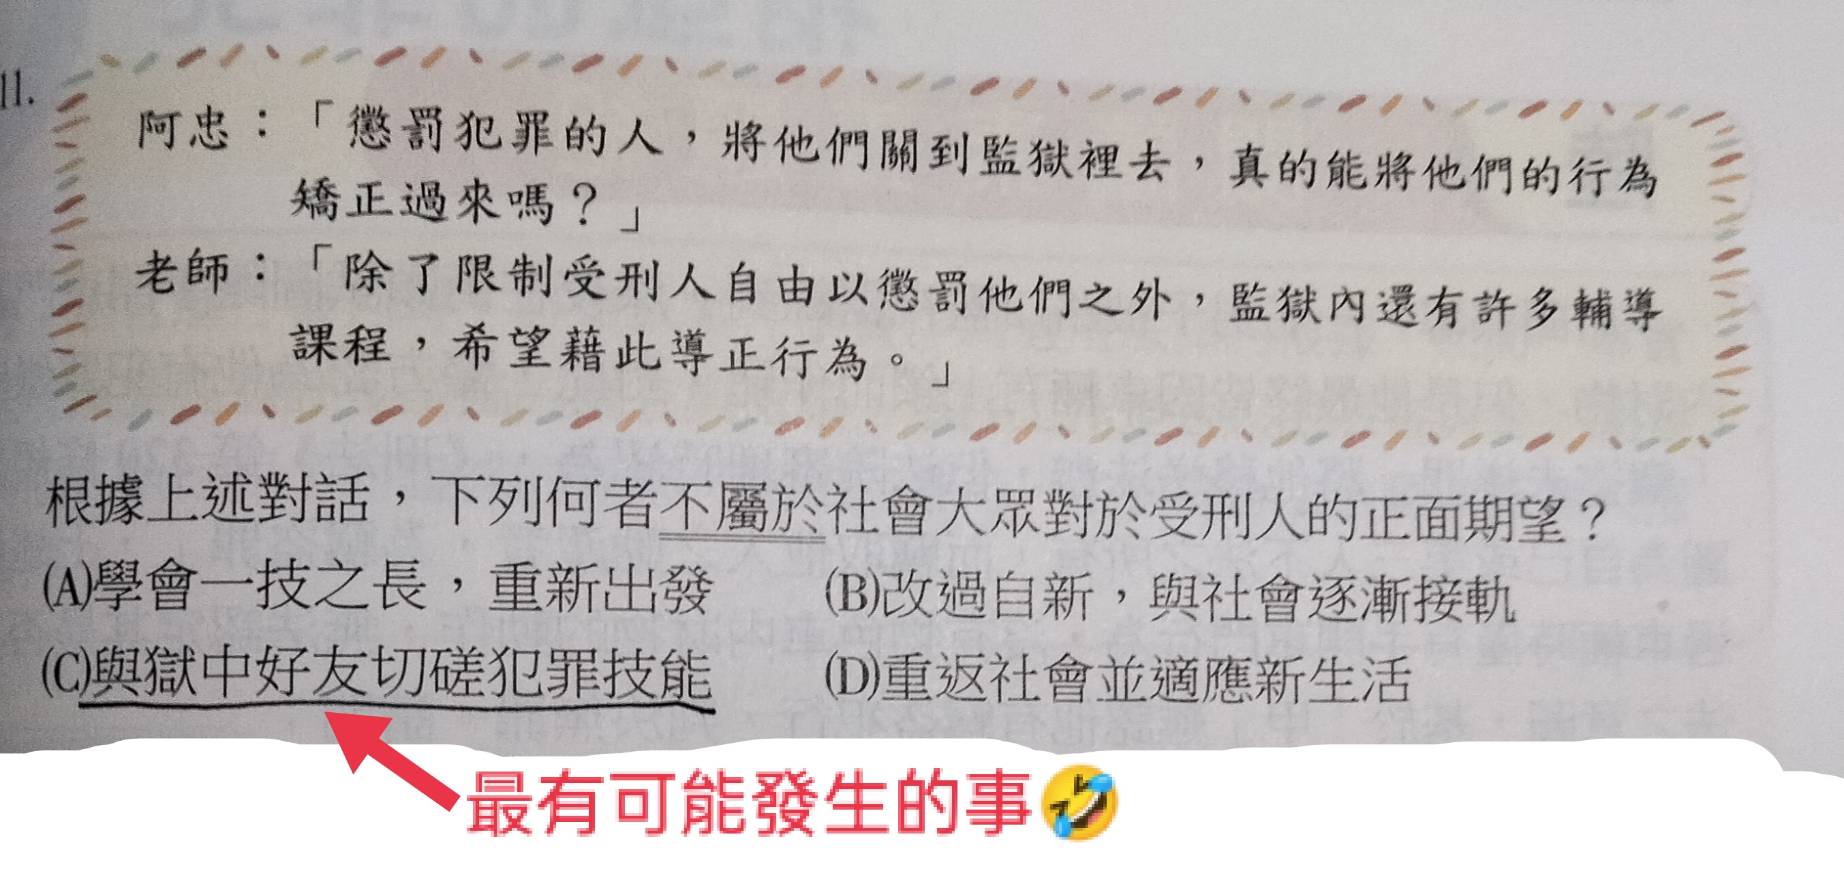 11.
阿忠：「懲罰犯罪的人，將他們關到監獄裡去，真的能將他們的行為
矯正過來嗎？」
老師：「除了限制受刑人自由以懲罰他們之外，監獄內還有許多輔導
課程，希望藉此導正行為。」
根據上述對話，下列何者不屬於社會大眾對於受刑人的正面期望？
(A)學會一技之長，重新出發 (B)改過自新，與社會逐漸接軌
(C)與獄中好友切磋犯罪技能 (D)重返社會並適應新生活
最有可能發生的事🤣